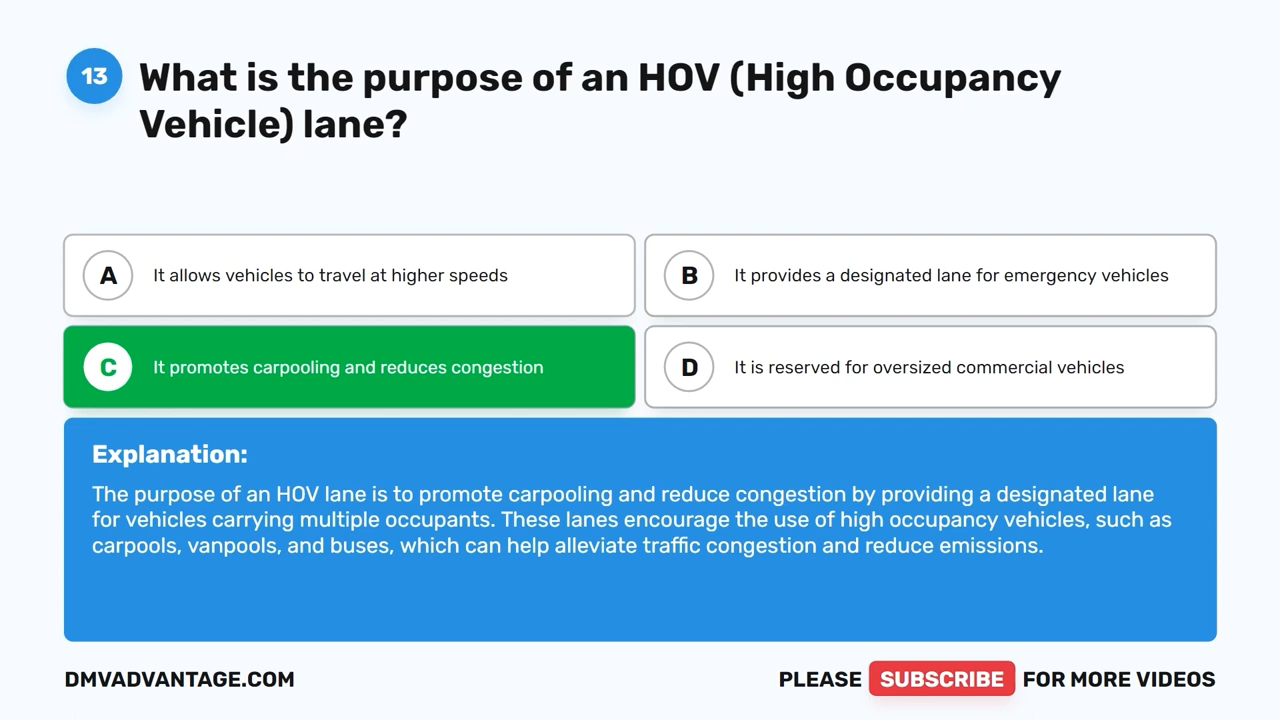 13
What is the purpose of an HOV (High Occupancy
Vehicle) lane?
A
It allows vehicles to travel at higher speeds
B
It provides a designated lane for emergency vehicles
C
It promotes carpooling and reduces congestion
D
It is reserved for oversized commercial vehicles
Explanation:
The purpose of an HOV lane is to promote carpooling and reduce congestion by providing a designated lane
for vehicles carrying multiple occupants. These lanes encourage the use of high occupancy vehicles, such as
carpools, vanpools, and buses, which can help alleviate traffic congestion and reduce emissions.
DMVADVANTAGE.COM
PLEASE SUBSCRIBE FOR MORE VIDEOS